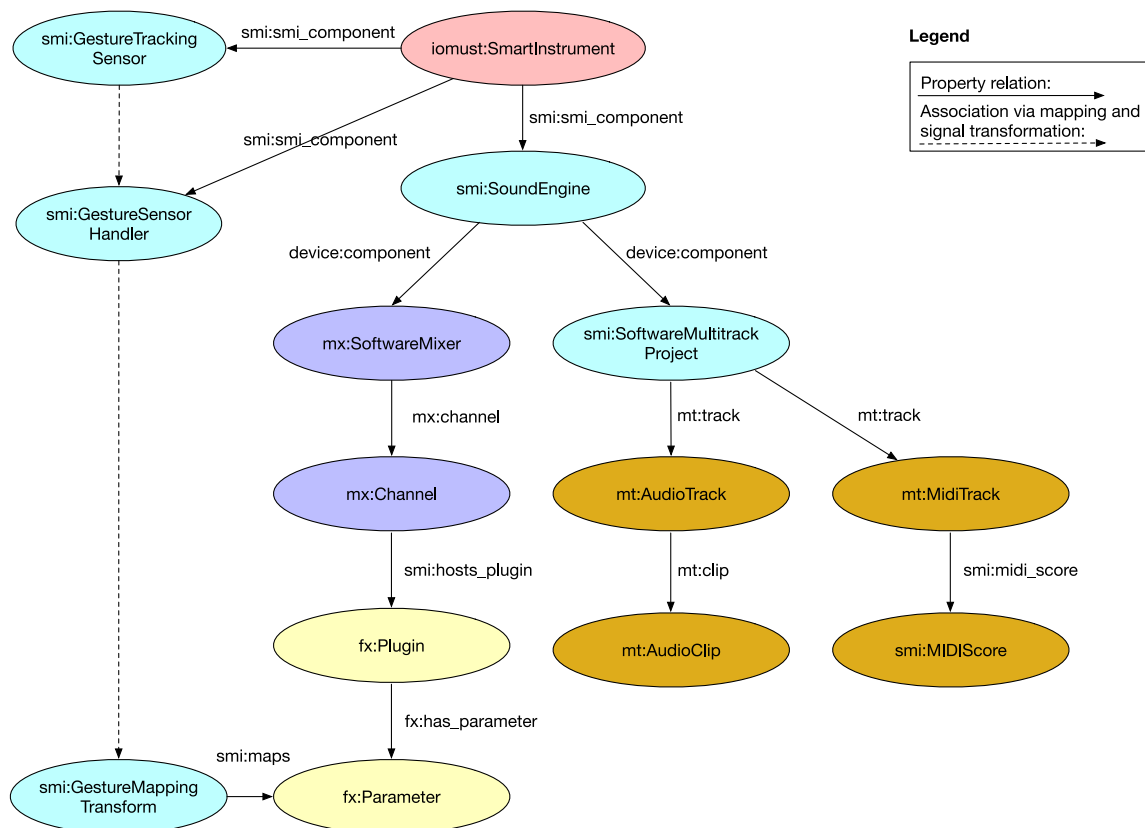 smi:smi_component
smi:GestureTracking
Sensor
iomust:SmartInstrument
Legend
Property relation:
Association via mapping and
signal transformation:
smi:smi_component
smi:smi_component
smi:SoundEngine
smi:GestureSensor
Handler
device:component
device:component
mx:SoftwareMixer
smi:SoftwareMultitrack
Project
mx:channel
mt:track
mt:track
mx:Channel
mt:AudioTrack
mt:MidiTrack
smi:hosts_plugin
mt:clip
smi:midi_score
fx:Plugin
mt:AudioClip
smi:MIDIScore
fx:has_parameter
smi:maps
smi:GestureMapping
Transform
fx:Parameter